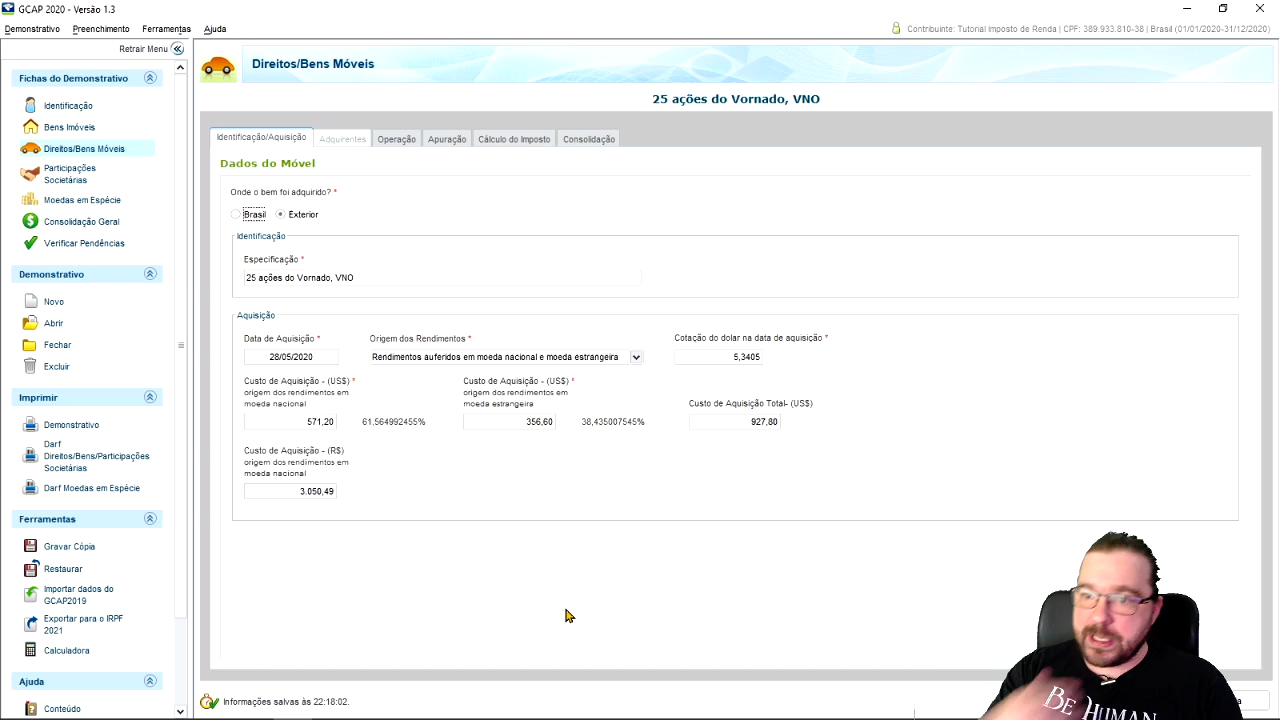 GCAP 2020 - Versão 1.3
Demonstrativo Preenchimento Ferramentas Ajuda
Contribuinte: Tutorial Imposto de Renda | CPF: 389.933.810-38 | Brasil (01/01/2020-31/12/2020)
Retrair Menu
Fichas do Demonstrativo
Identificação
Bens Imóveis
Direitos/Bens Móveis
Participações
Societárias
Moedas em Espécie
Consolidação Geral
Verificar Pendências
Demonstrativo
Novo
Abrir
Fechar
Excluir
Imprimir
Demonstrativo
Darf
Direitos/Bens/Participações
Societárias
Darf Moedas em Espécie
Ferramentas
Gravar Cópia
Restaurar
Importar dados do
GCAP2019
Exportar para o IRPF
2021
Calculadora
Ajuda
Conteúdo
Direitos/Bens Móveis
25 ações do Vornado, VNO
Identificação/Aquisição Adquirentes Operação Apuração Cálculo do Imposto Consolidação
Dados do Móvel
Onde o bem foi adquirido? *
Brasil Exterior
Identificação
Especificação *
25 ações do Vornado, VNO
Aquisição
Data de Aquisição * Origem dos Rendimentos * Cotação do dolar na data de aquisição *
28/05/2020 Rendimentos auferidos em moeda nacional e moeda estrangeira 5,3405
Custo de Aquisição - (US$) * Custo de Aquisição - (US$) *
origem dos rendimentos em origem dos rendimentos em
moeda nacional moeda estrangeira Custo de Aquisição Total- (US$)
571,20 61,564992455% 356,60 38,435007545% 927,80
Custo de Aquisição - (R$)
origem dos rendimentos em
moeda nacional
3.050,49
Informações salvas às 22:18:02.
BE HUMAN